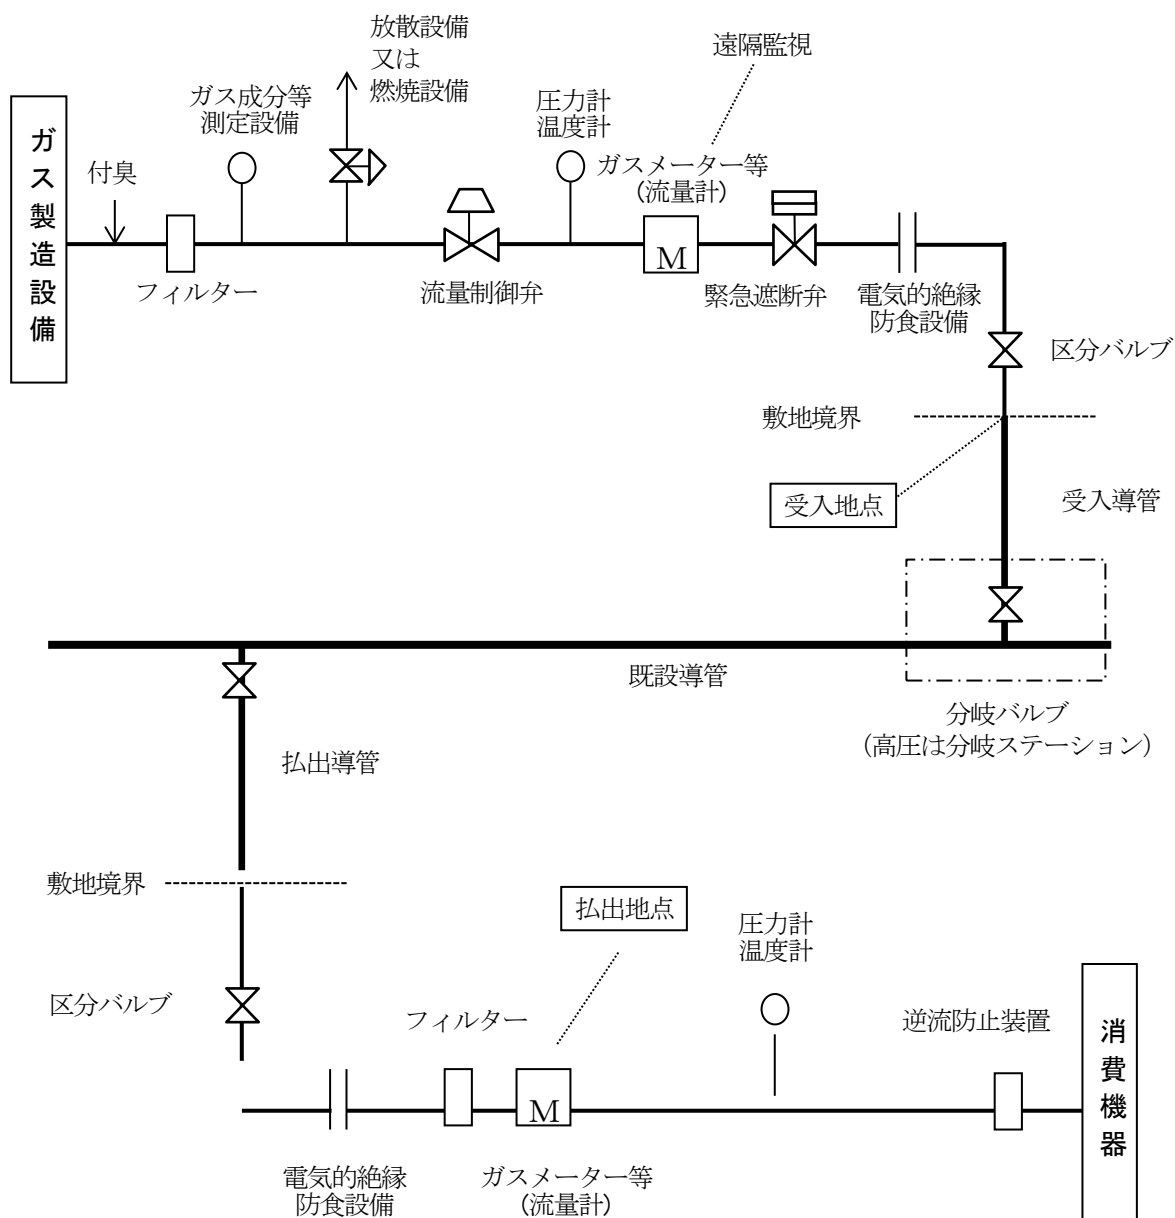 放散設備
又は
燃焼設備
遠隔監視
ガス成分等
測定設備
圧力計
温度計
ガス製造設備
付臭
ガスメーター等
(流量計)
M
フィルター
流量制御弁
緊急遮断弁
電気的絶縁
防食設備
区分バルブ
敷地境界
受入地点
受入導管
既設導管
分岐バルブ
(高圧は分岐ステーション)
払出導管
敷地境界
払出地点
圧力計
温度計
区分バルブ
フィルター
逆流防止装置
消費機器
M
電気的絶縁
防食設備
ガスメーター等
(流量計)